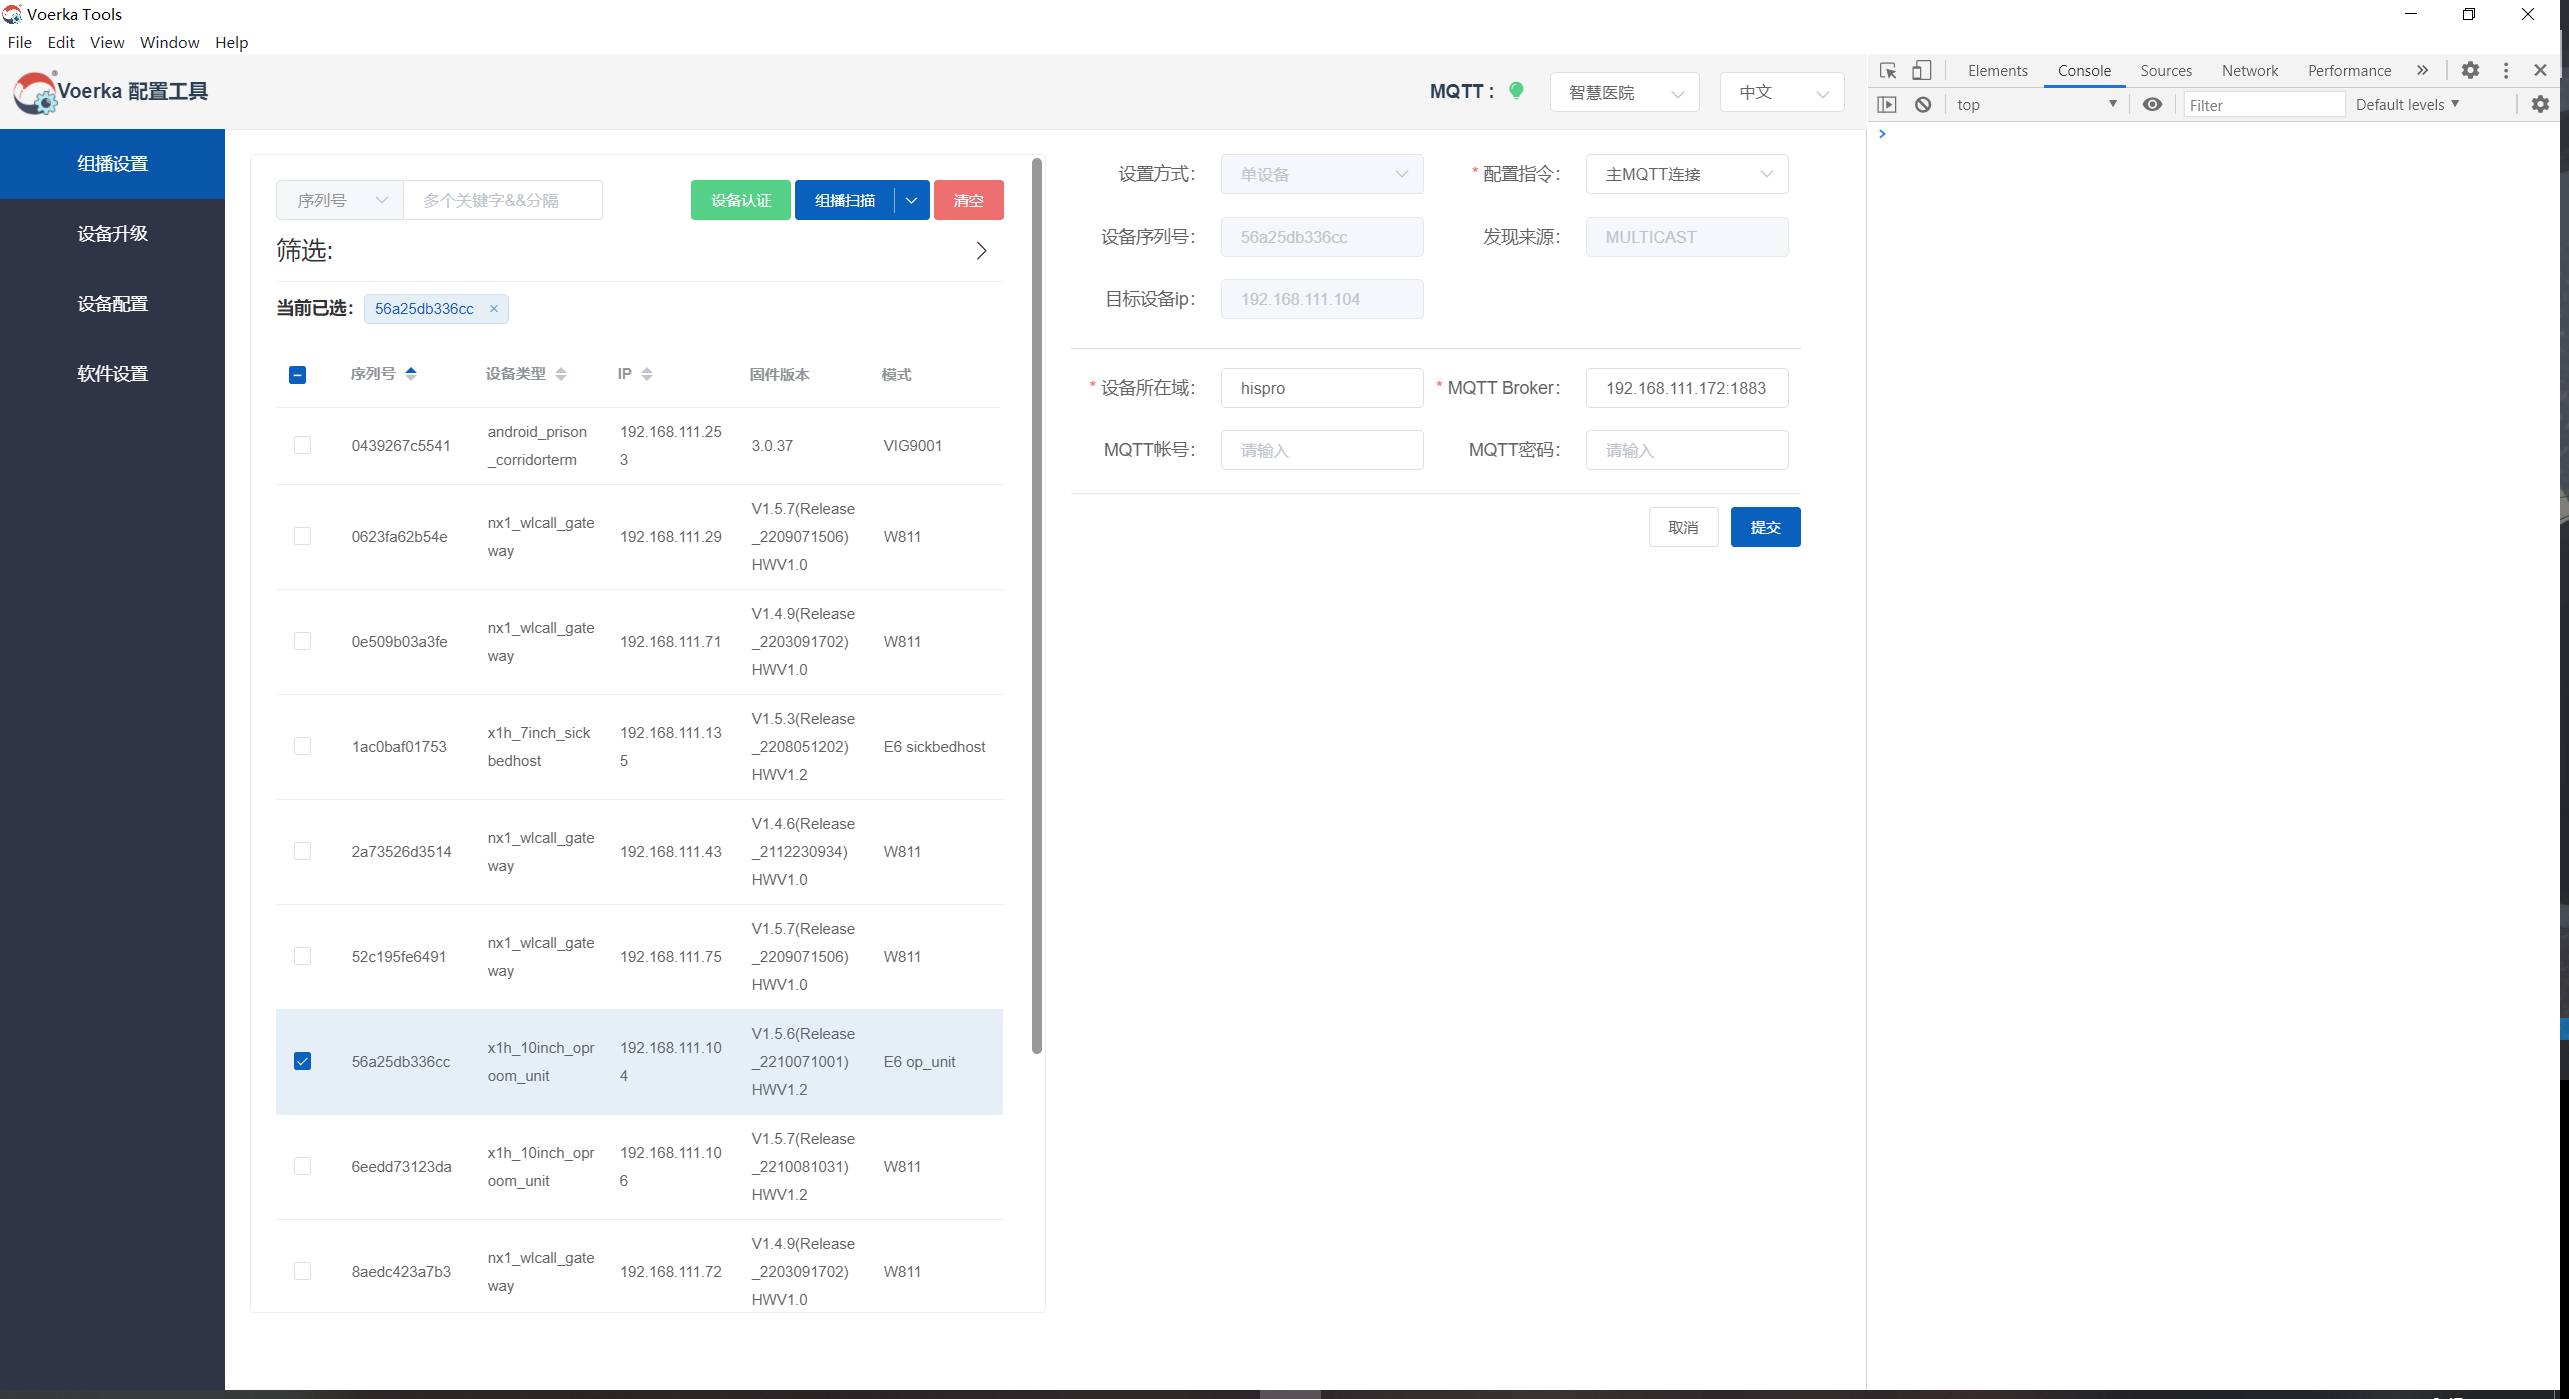 Voerka Tools
File Edit View Window Help
Voerka 配置工具
MQTT : 智慧医院 中文
组播设置
设备升级
设备配置
软件设置
序列号 多个关键字&&分隔 设备认证 组播扫描 清空
筛选:
当前已选: 56a25db336cc ×
序列号 设备类型 IP 固件版本 模式
0439267c5541 android_prison_corridorterm 192.168.111.253 3.0.37 VIG9001
0623fa62b54e nx1_wlcall_gateway 192.168.111.29 V1.5.7(Release_2209071506)HWV1.0 W811
0e509b03a3fe nx1_wlcall_gateway 192.168.111.71 V1.4.9(Release_2203091702)HWV1.0 W811
1ac0baf01753 x1h_7inch_sickbedhost 192.168.111.135 V1.5.3(Release_2208051202)HWV1.2 E6 sickbedhost
2a73526d3514 nx1_wlcall_gateway 192.168.111.43 V1.4.6(Release_2112230934)HWV1.0 W811
52c195fe6491 nx1_wlcall_gateway 192.168.111.75 V1.5.7(Release_2209071506)HWV1.0 W811
56a25db336cc x1h_10inch_oproom_unit 192.168.111.104 V1.5.6(Release_2210071001)HWV1.2 E6 op_unit
6eedd73123da x1h_10inch_oproom_unit 192.168.111.106 V1.5.7(Release_2210081031)HWV1.2 W811
8aedc423a7b3 nx1_wlcall_gateway 192.168.111.72 V1.4.9(Release_2203091702)HWV1.0 W811
设置方式: 单设备 * 配置指令: 主MQTT连接
设备序列号: 56a25db336cc 发现来源: MULTICAST
目标设备ip: 192.168.111.104
* 设备所在域: hispro * MQTT Broker: 192.168.111.172:1883
MQTT帐号: 请输入 MQTT密码: 请输入
取消 提交
Elements Console Sources Network Performance »
top Filter Default levels